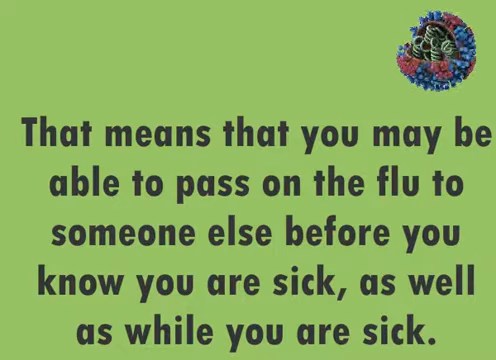 That means that you may be
able to pass on the flu to
someone else before you
know you are sick, as well
as while you are sick.